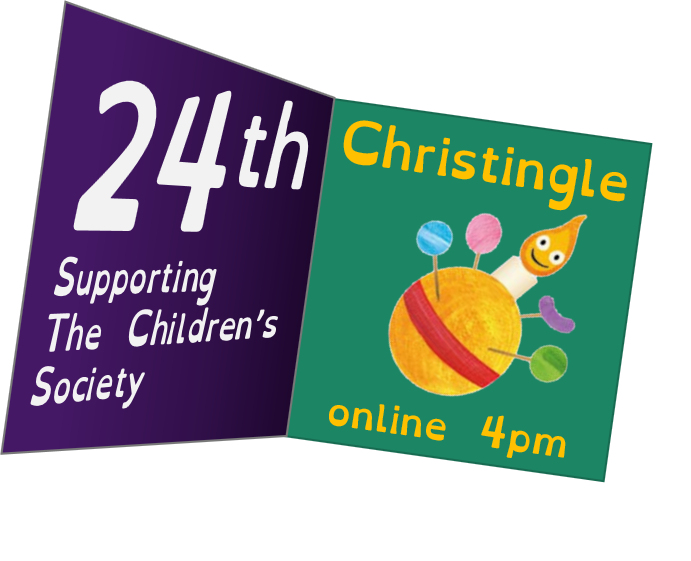 24th
Supporting
The Children's
Society
Christingle
online 4pm